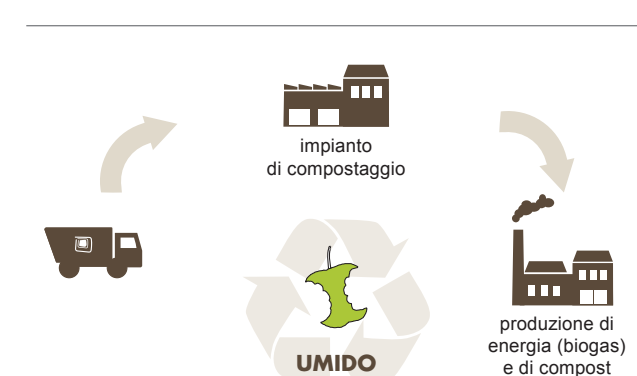 impianto
di compostaggio
UMIDO
produzione di
energia (biogas)
e di compost